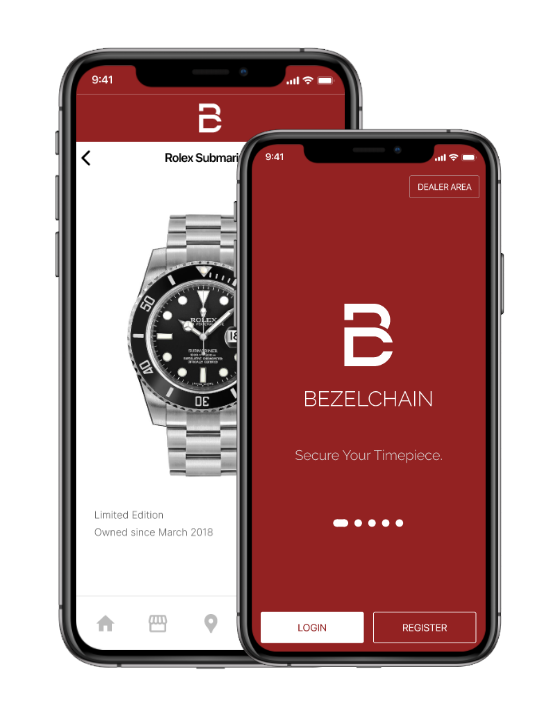 9:41
B
Rolex Submari
50
ROLEX
SUBMARINER
18
40
30
Limited Edition
Owned since March 2018
9:41
DEALER AREA
B
BEZELCHAIN
Secure Your Timepiece.
LOGIN
REGISTER